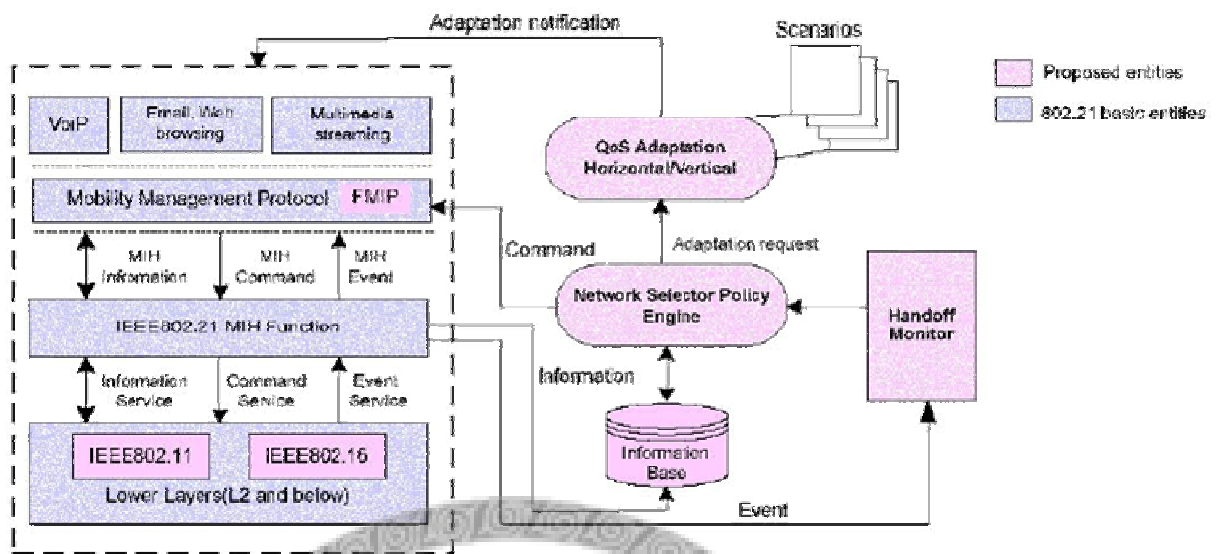 Adaptation notification
Scenarios
Proposed entities
802.21 basic entities
VoiP
Email, Web
browsing
Multimedia
streaming
QoS Adaptation
Horizontal/Vertical
Mobility Management Protocol FMIP
Command
Adaptation request
MIH
Information
MIH
Command
MIH
Event
Network Selector Policy
Engine
Handoff
Monitor
IEEE802.21 MIH Function
Information
Information
Service
Command
Service
Event
Service
Information
Base
IEEE802.11
IEEE802.16
Lower Layers(L2 and below)
Event